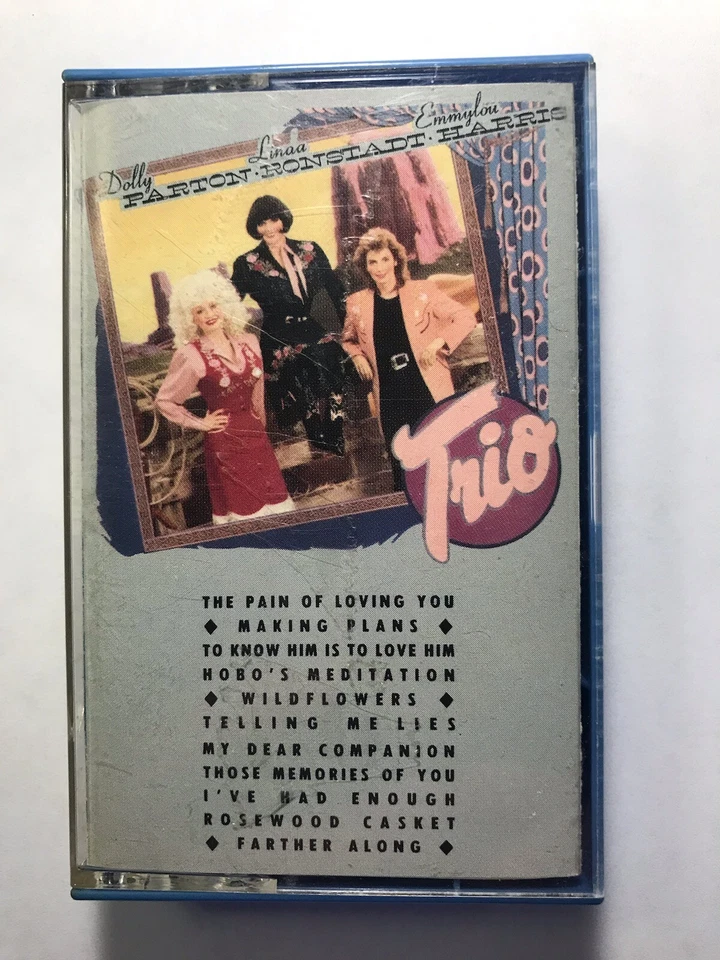 Dolly Linda Emmylou
PARTON · RONSTADT · HARRIS
Trio
THE PAIN OF LOVING YOU
◆ MAKING PLANS ◆
TO KNOW HIM IS TO LOVE HIM
HOBO'S MEDITATION
◆ WILDFLOWERS ◆
TELLING ME LIES
MY DEAR COMPANION
THOSE MEMORIES OF YOU
I'VE HAD ENOUGH
ROSEWOOD CASKET
◆ FARTHER ALONG ◆